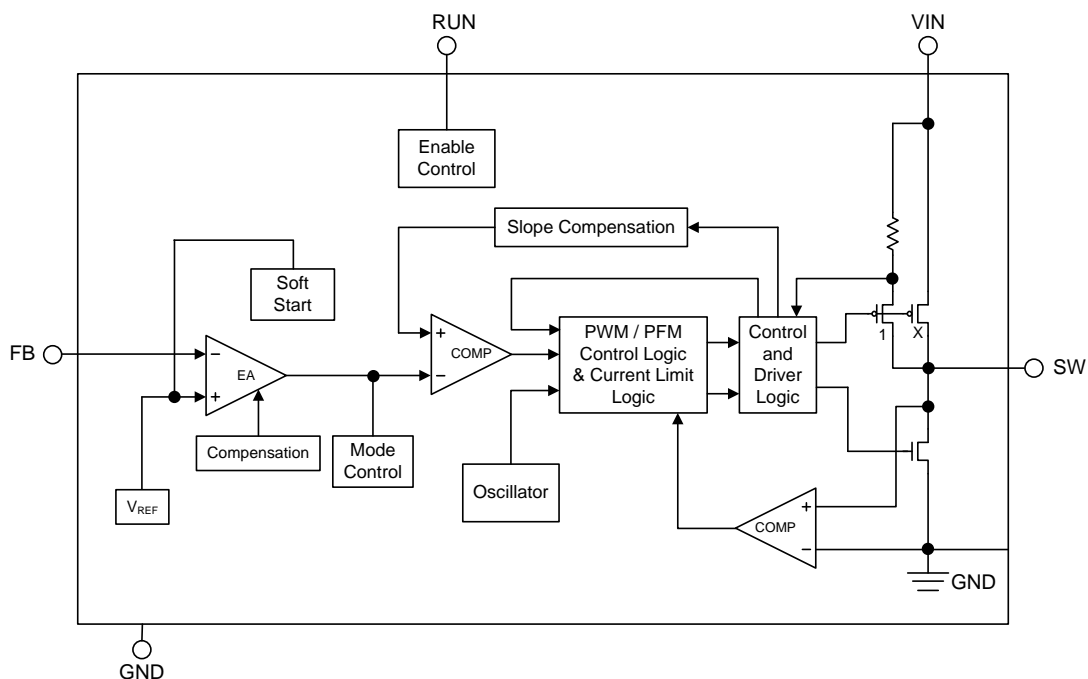 RUN
VIN
Enable
Control
Slope Compensation
Soft
Start
FB
−
EA
+
+
COMP
−
PWM / PFM
Control Logic
& Current Limit
Logic
Control
and
Driver
Logic
1
X
SW
Compensation
Mode
Control
Oscillator
VREF
COMP
+
−
GND
GND